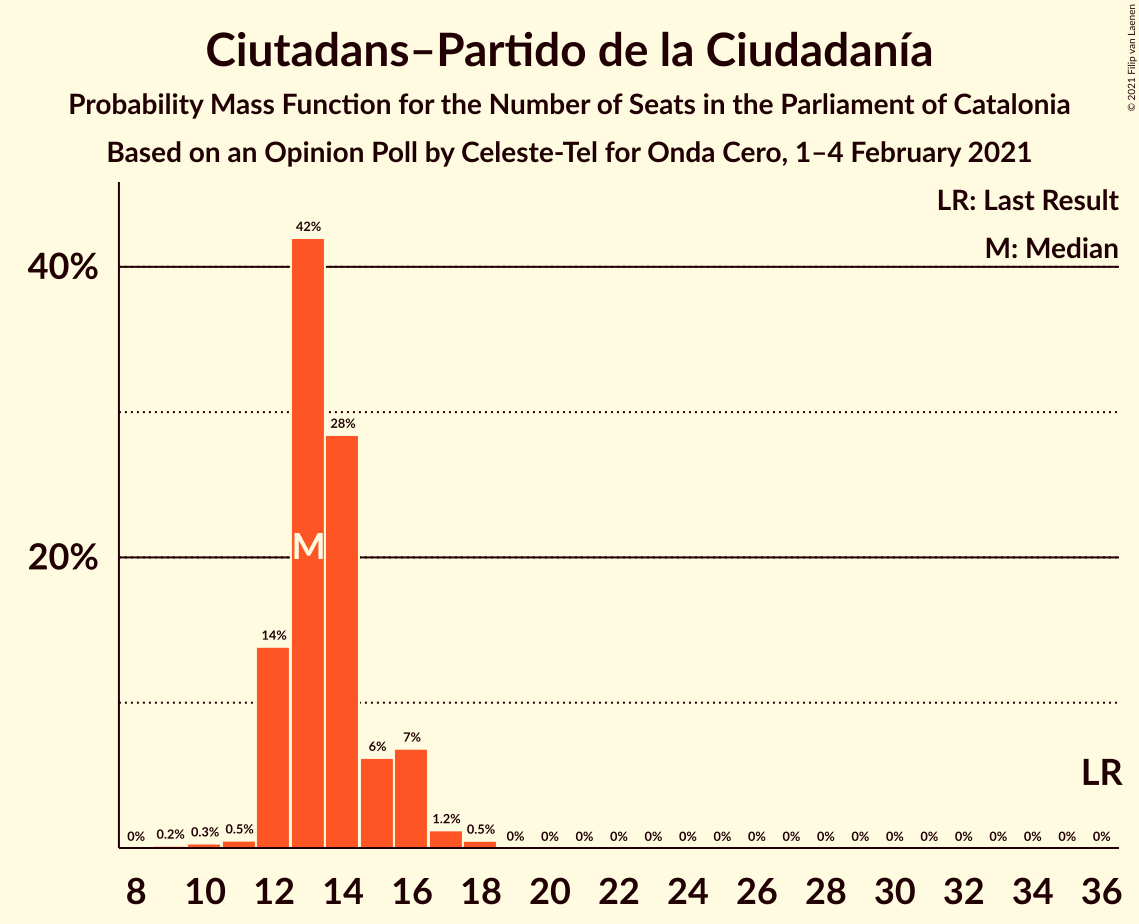 Ciutadans–Partido de la Ciudadanía
Probability Mass Function for the Number of Seats in the Parliament of Catalonia
Based on an Opinion Poll by Celeste-Tel for Onda Cero, 1–4 February 2021
© 2021 Filip van Laenen
LR: Last Result
M: Median
40%
20%
0% 0.2% 0.3% 0.5% 14% 42% 28% 6% 7% 1.2% 0.5% 0% 0% 0% 0% 0% 0% 0% 0% 0% 0% 0% 0% 0% 0% 0% 0% 0% 0%
M
LR
8 10 12 14 16 18 20 22 24 26 28 30 32 34 36